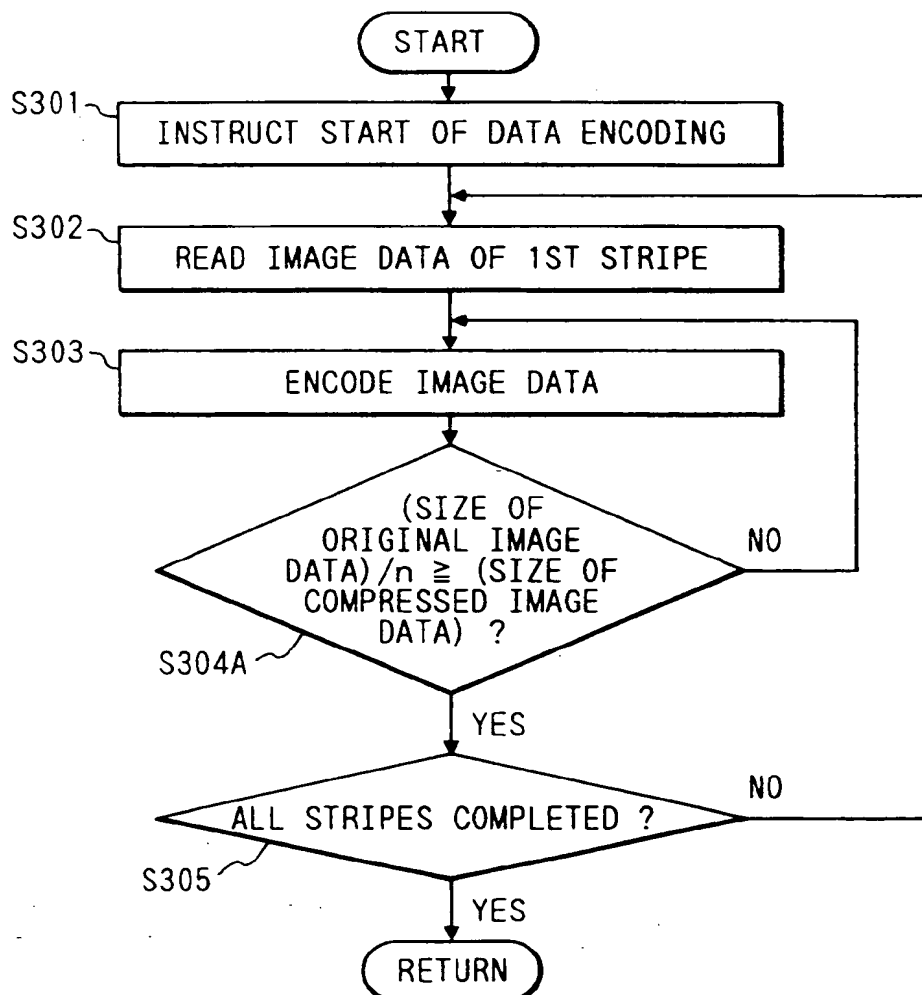 START
S301
INSTRUCT START OF DATA ENCODING
S302
READ IMAGE DATA OF 1ST STRIPE
S303
ENCODE IMAGE DATA
(SIZE OF
ORIGINAL IMAGE
DATA)/n ≧ (SIZE OF
COMPRESSED IMAGE
DATA) ?
NO
S304A
YES
ALL STRIPES COMPLETED ?
NO
S305
YES
RETURN